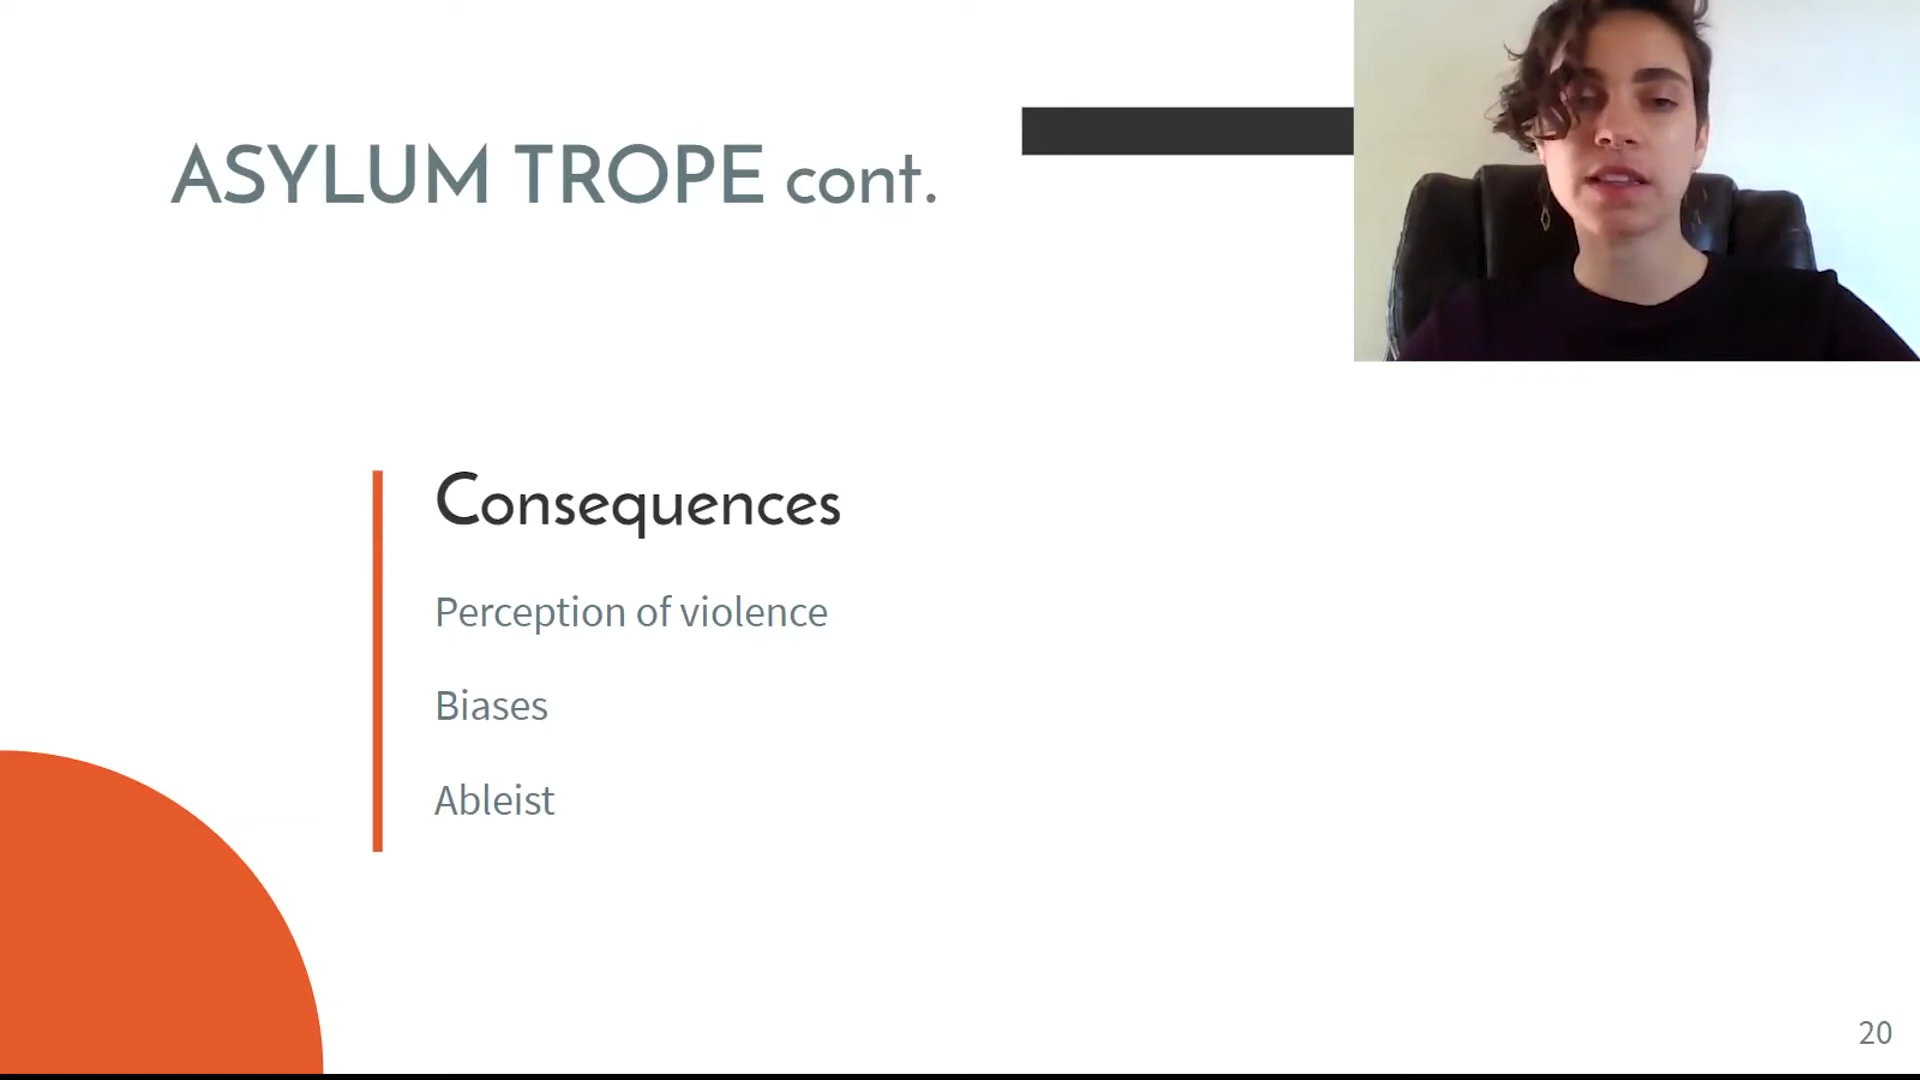 ASYLUM TROPE cont.
Consequences
Perception of violence
Biases
Ableist
20